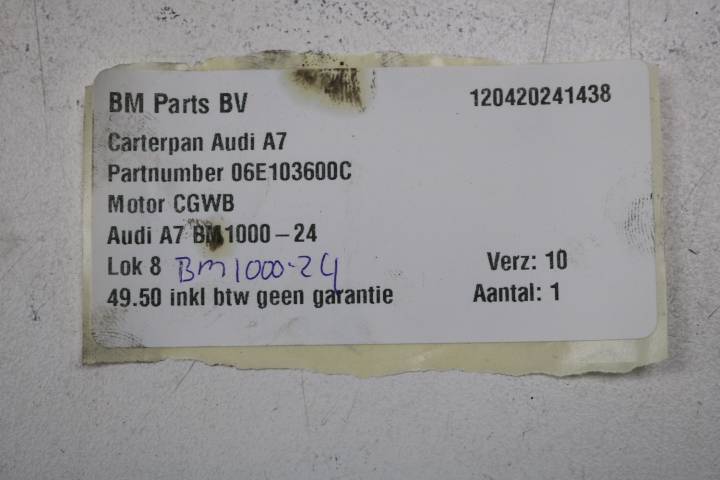 BM Parts BV 120420241438
Carterpan Audi A7
Partnumber 06E103600C
Motor CGWB
Audi A7 BM1000-24
Lok 8 BM1000-24 Verz: 10
49.50 inkl btw geen garantie Aantal: 1